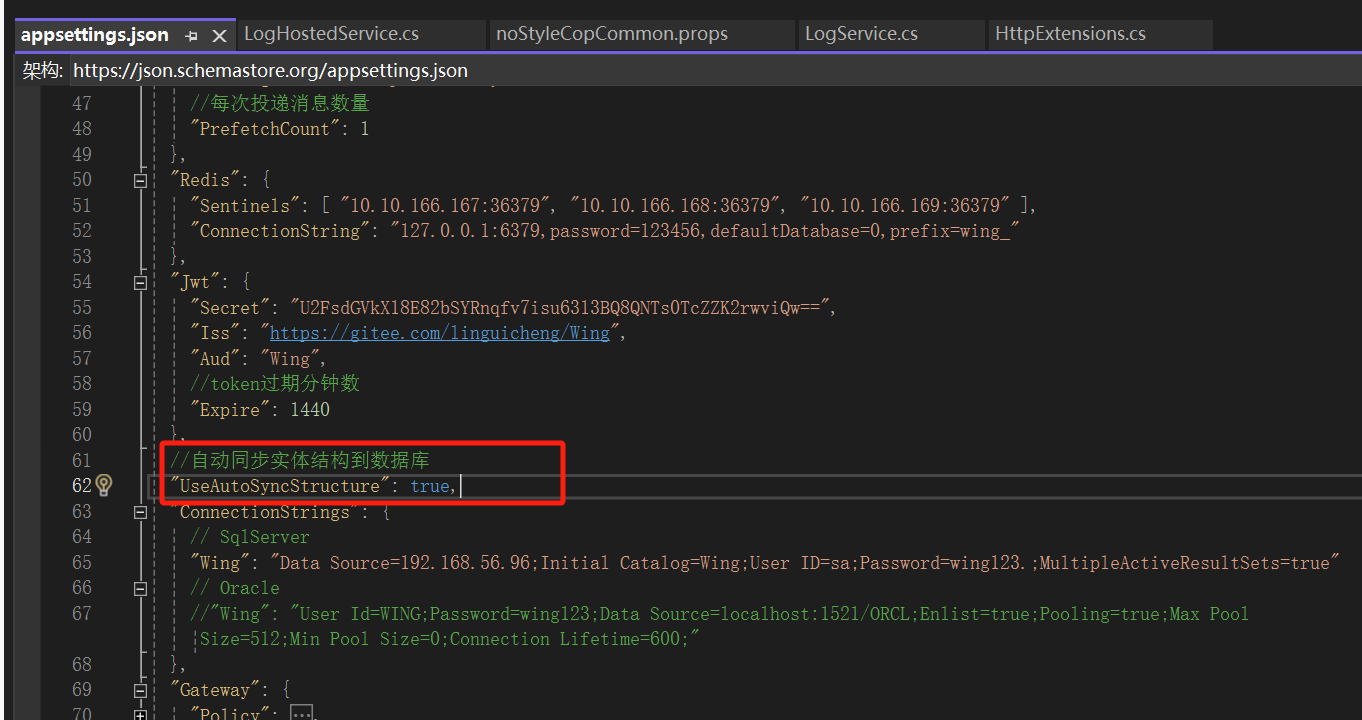 appsettings.json LogHostedService.cs noStyleCopCommon.props LogService.cs HttpExtensions.cs
架构: https://json.schemastore.org/appsettings.json
47 //每次投递消息数量
48 "PrefetchCount": 1
49 },
50 "Redis": {
51 "Sentinels": [ "10.10.166.167:36379", "10.10.166.168:36379", "10.10.166.169:36379" ],
52 "ConnectionString": "127.0.0.1:6379,password=123456,defaultDatabase=0,prefix=wing_"
53 },
54 "Jwt": {
55 "Secret": "U2FsdGVkX18E82bSYRnqfv7isu6313BQ8QNTs0TcZZK2rwviQw==",
56 "Iss": "https://gitee.com/linguicheng/Wing",
57 "Aud": "Wing",
58 //token过期分钟数
59 "Expire": 1440
60 },
61 //自动同步实体结构到数据库
62 "UseAutoSyncStructure": true,
63 "ConnectionStrings": {
64 // SqlServer
65 "Wing": "Data Source=192.168.56.96;Initial Catalog=Wing;User ID=sa;Password=wing123.;MultipleActiveResultSets=true"
66 // Oracle
67 //"Wing": "User Id=WING;Password=wing123;Data Source=localhost:1521/ORCL;Enlist=true;Pooling=true;Max Pool
Size=512;Min Pool Size=0;Connection Lifetime=600;"
68 },
69 "Gateway": {
70 "Policy": ...,